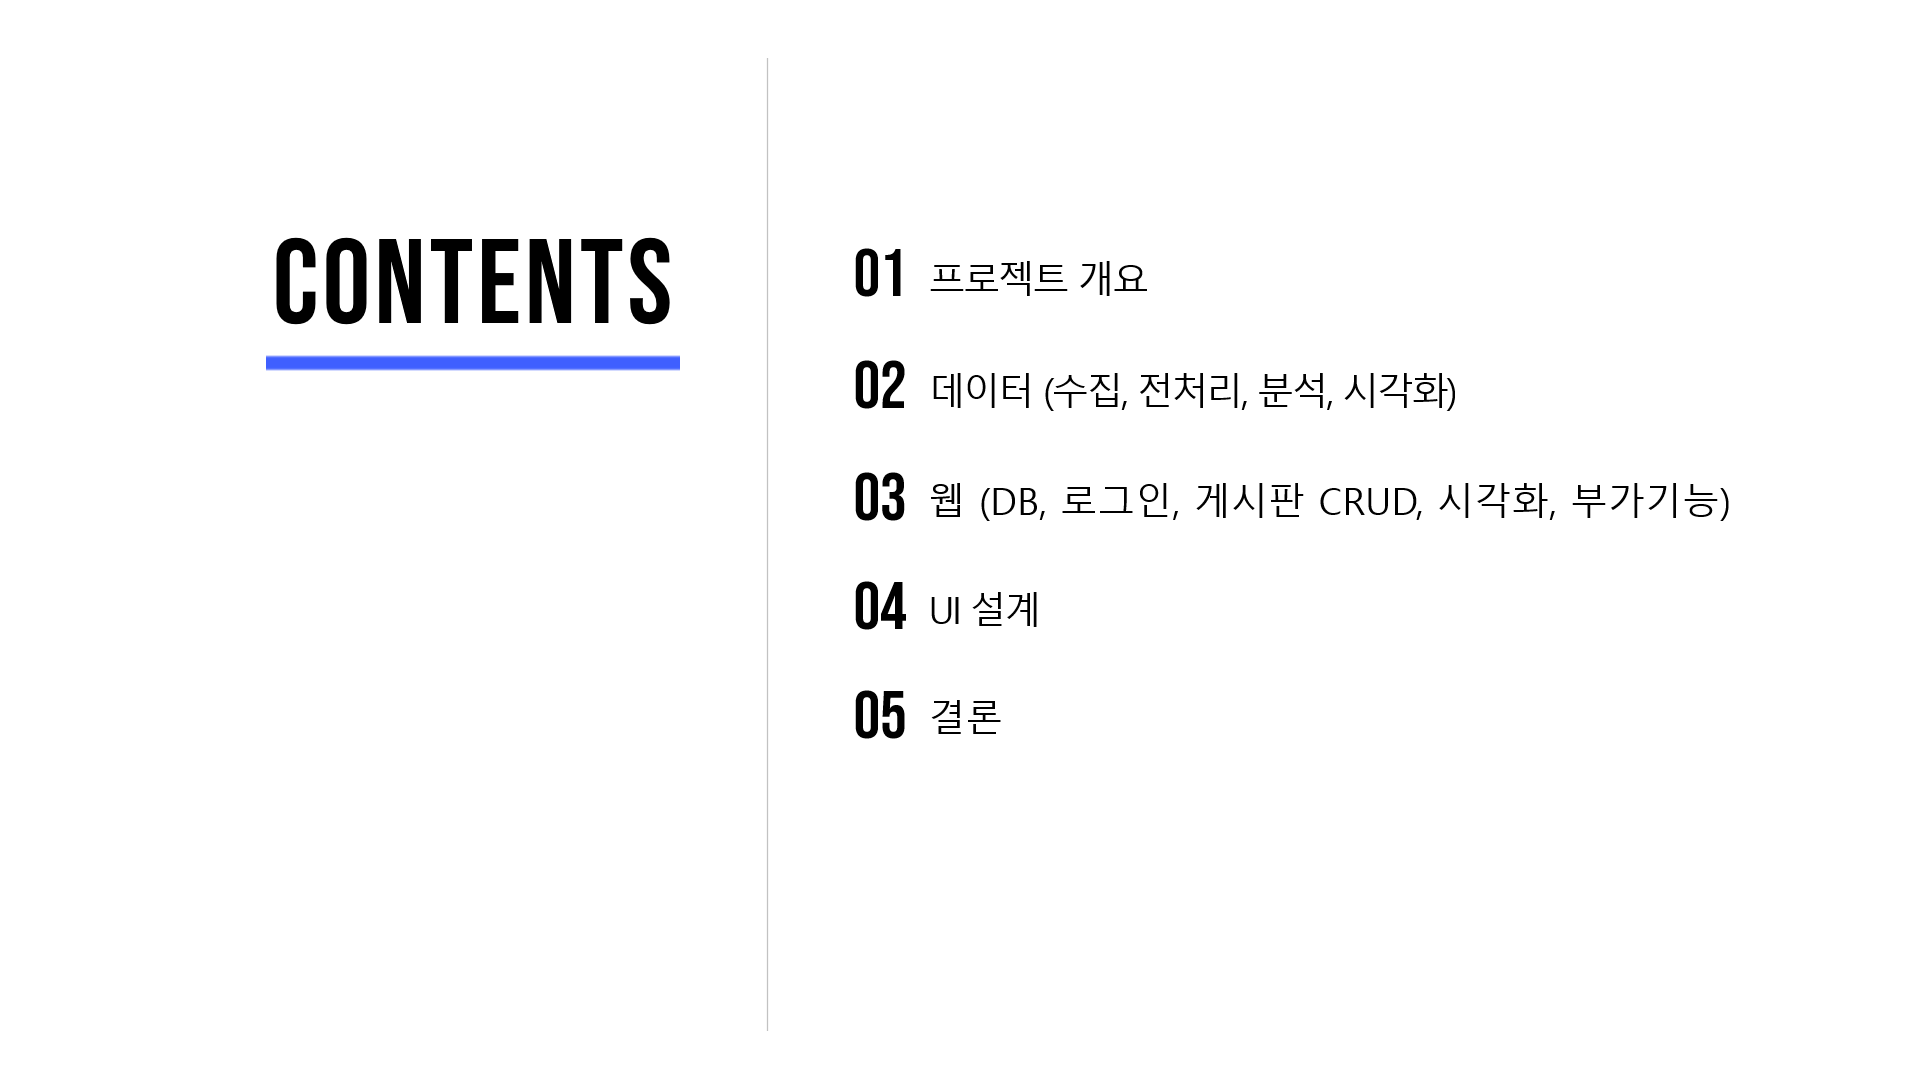 CONTENTS
01 프로젝트 개요
02 데이터 (수집, 전처리, 분석, 시각화)
03 웹 (DB, 로그인, 게시판 CRUD, 시각화, 부가기능)
04 UI 설계
05 결론